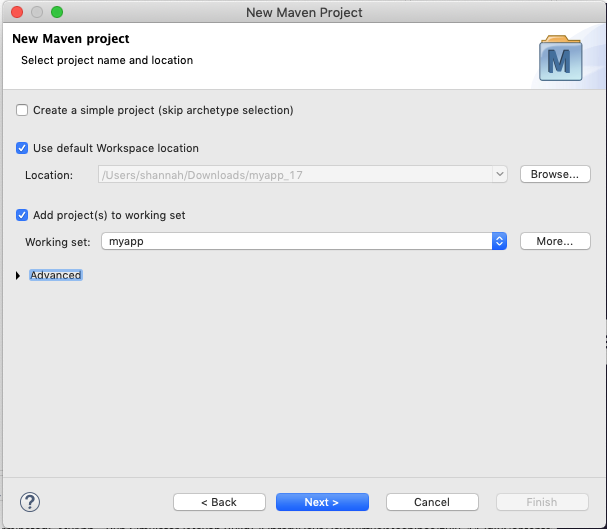 New Maven Project
New Maven project
Select project name and location
M
Create a simple project (skip archetype selection)
Use default Workspace location
Location: /Users/shannah/Downloads/myapp_17 Browse...
Add project(s) to working set
Working set: myapp More...
Advanced
? < Back Next > Cancel Finish